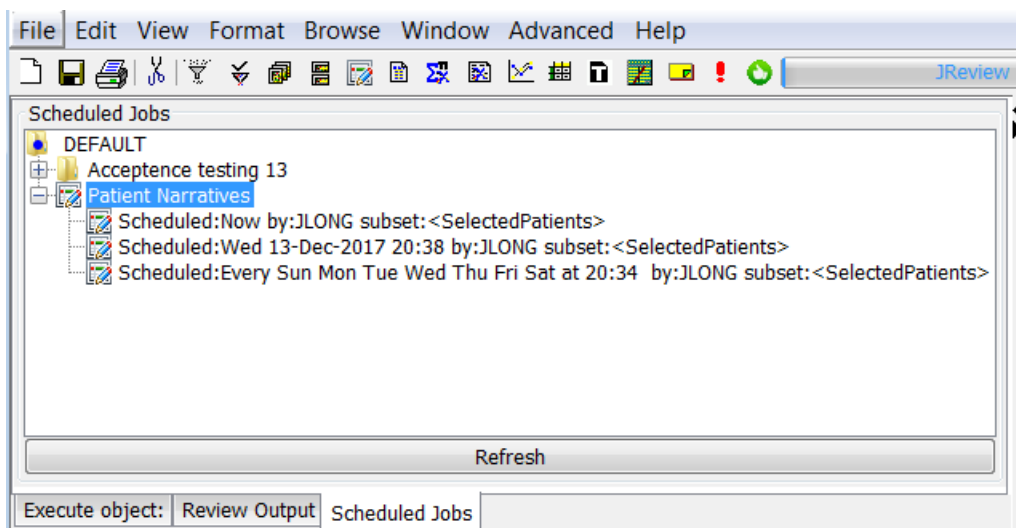 File Edit View Format Browse Window Advanced Help
JReview
Scheduled Jobs
DEFAULT
Acceptence testing 13
Patient Narratives
Scheduled:Now by:JLONG subset:<SelectedPatients>
Scheduled:Wed 13-Dec-2017 20:38 by:JLONG subset:<SelectedPatients>
Scheduled:Every Sun Mon Tue Wed Thu Fri Sat at 20:34  by:JLONG subset:<SelectedPatients>
Refresh
Execute object: Review Output Scheduled Jobs